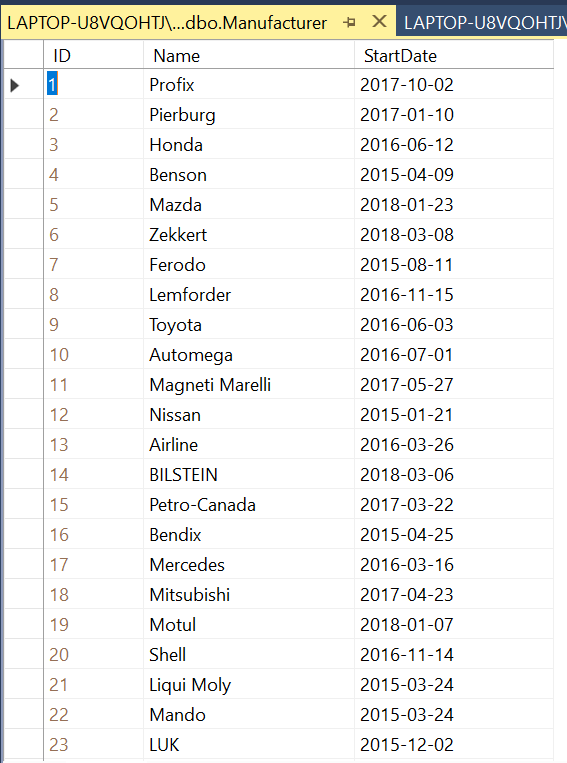 LAPTOP-U8VQOHTJ\...dbo.Manufacturer LAPTOP-U8VQOHTJ\
ID Name StartDate
1 Profix 2017-10-02
2 Pierburg 2017-01-10
3 Honda 2016-06-12
4 Benson 2015-04-09
5 Mazda 2018-01-23
6 Zekkert 2018-03-08
7 Ferodo 2015-08-11
8 Lemforder 2016-11-15
9 Toyota 2016-06-03
10 Automega 2016-07-01
11 Magneti Marelli 2017-05-27
12 Nissan 2015-01-21
13 Airline 2016-03-26
14 BILSTEIN 2018-03-06
15 Petro-Canada 2017-03-22
16 Bendix 2015-04-25
17 Mercedes 2016-03-16
18 Mitsubishi 2017-04-23
19 Motul 2018-01-07
20 Shell 2016-11-14
21 Liqui Moly 2015-03-24
22 Mando 2015-03-24
23 LUK 2015-12-02